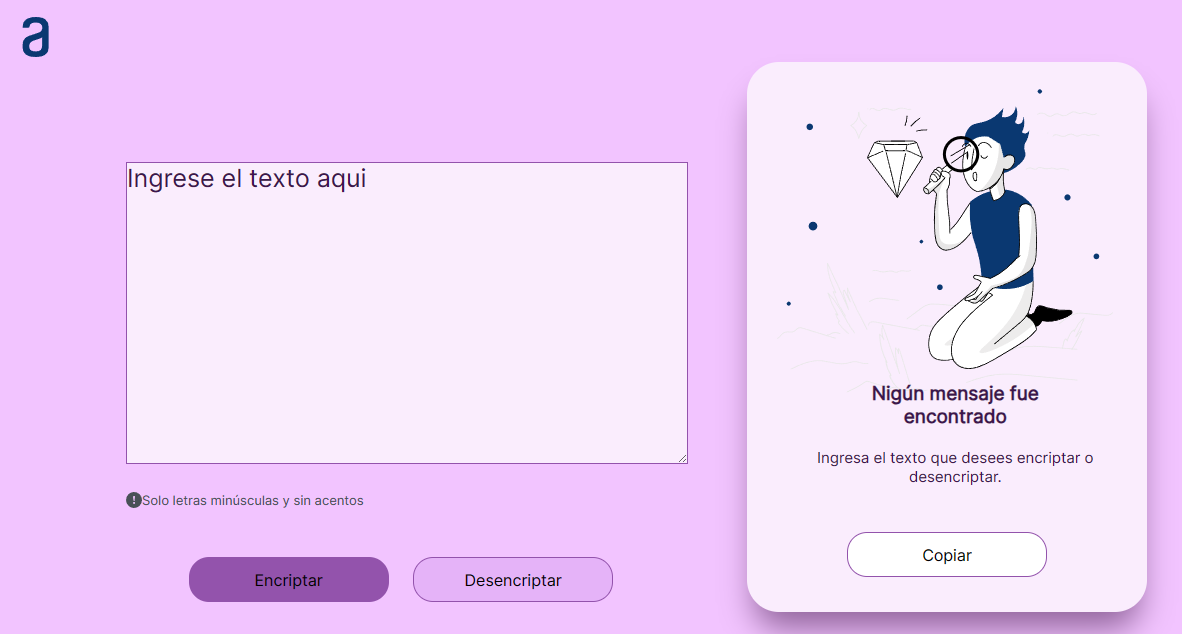 a
Ingrese el texto aqui
Solo letras minúsculas y sin acentos
Encriptar
Desencriptar
Nigún mensaje fue
encontrado
Ingresa el texto que desees encriptar o
desencriptar.
Copiar